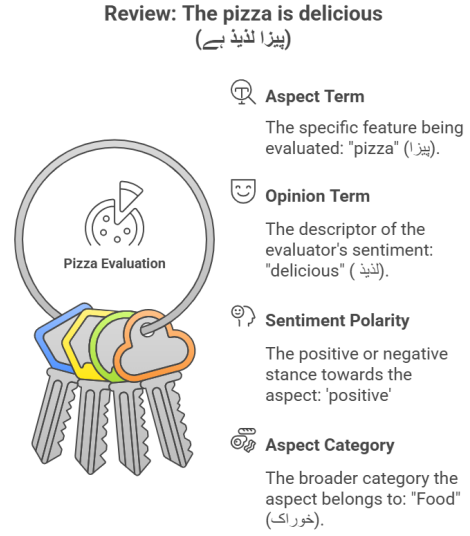 Review: The pizza is delicious
(پیزا لذیذ ہے)
Pizza Evaluation
Aspect Term
The specific feature being
evaluated: "pizza" (پیزا).
Opinion Term
The descriptor of the
evaluator's sentiment:
"delicious" ( لذیذ).
Sentiment Polarity
The positive or negative
stance towards the
aspect: 'positive'
Aspect Category
The broader category the
aspect belongs to: "Food"
(خوراک).